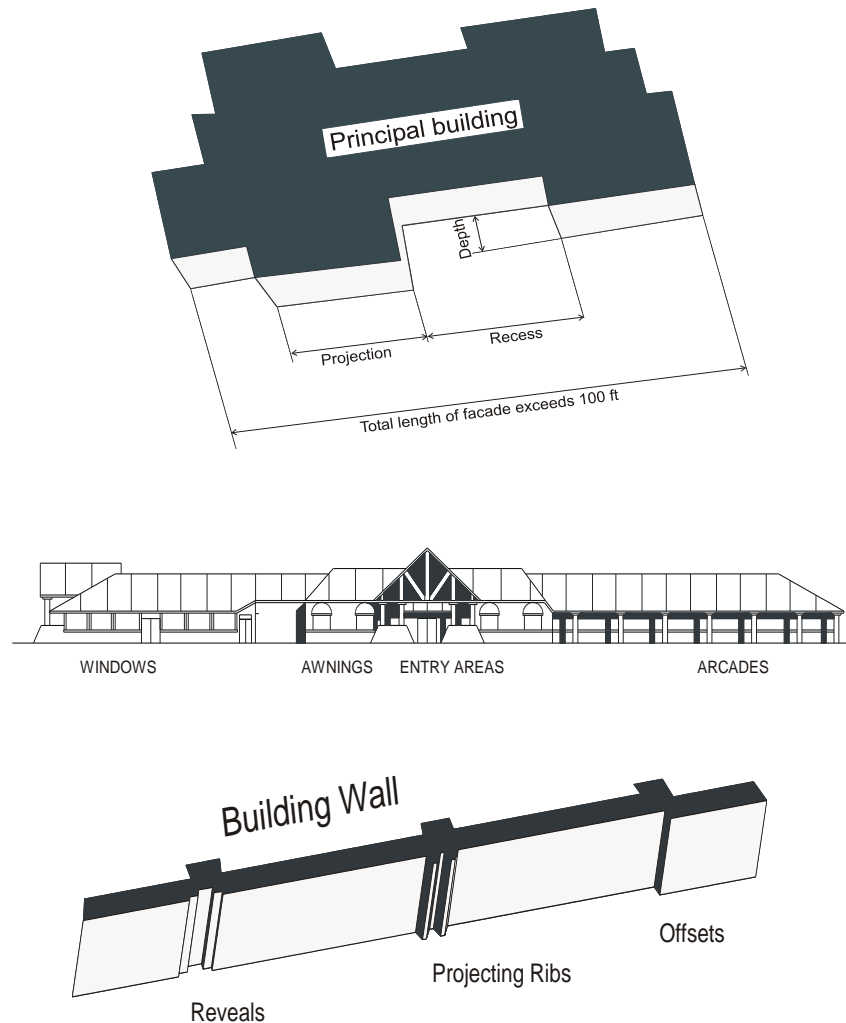 Principal building
Depth
Projection
Recess
Total length of facade exceeds 100 ft
WINDOWS AWNINGS ENTRY AREAS ARCADES
Building Wall
Offsets
Projecting Ribs
Reveals